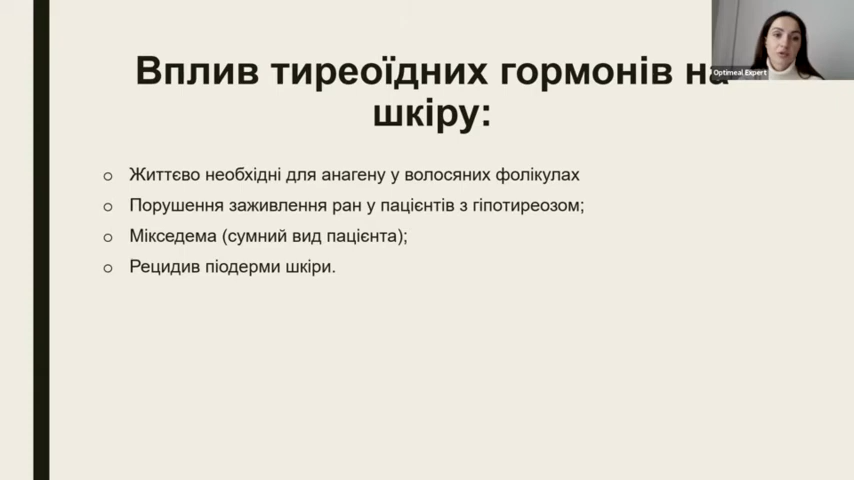 Вплив тиреоїдних гормонів на
шкіру:
Optimeal Expert
Життєво необхідні для анагену у волосяних фолікулах
Порушення заживлення ран у пацієнтів з гіпотиреозом;
Мікседема (сумний вид пацієнта);
Рецидив піодерми шкіри.